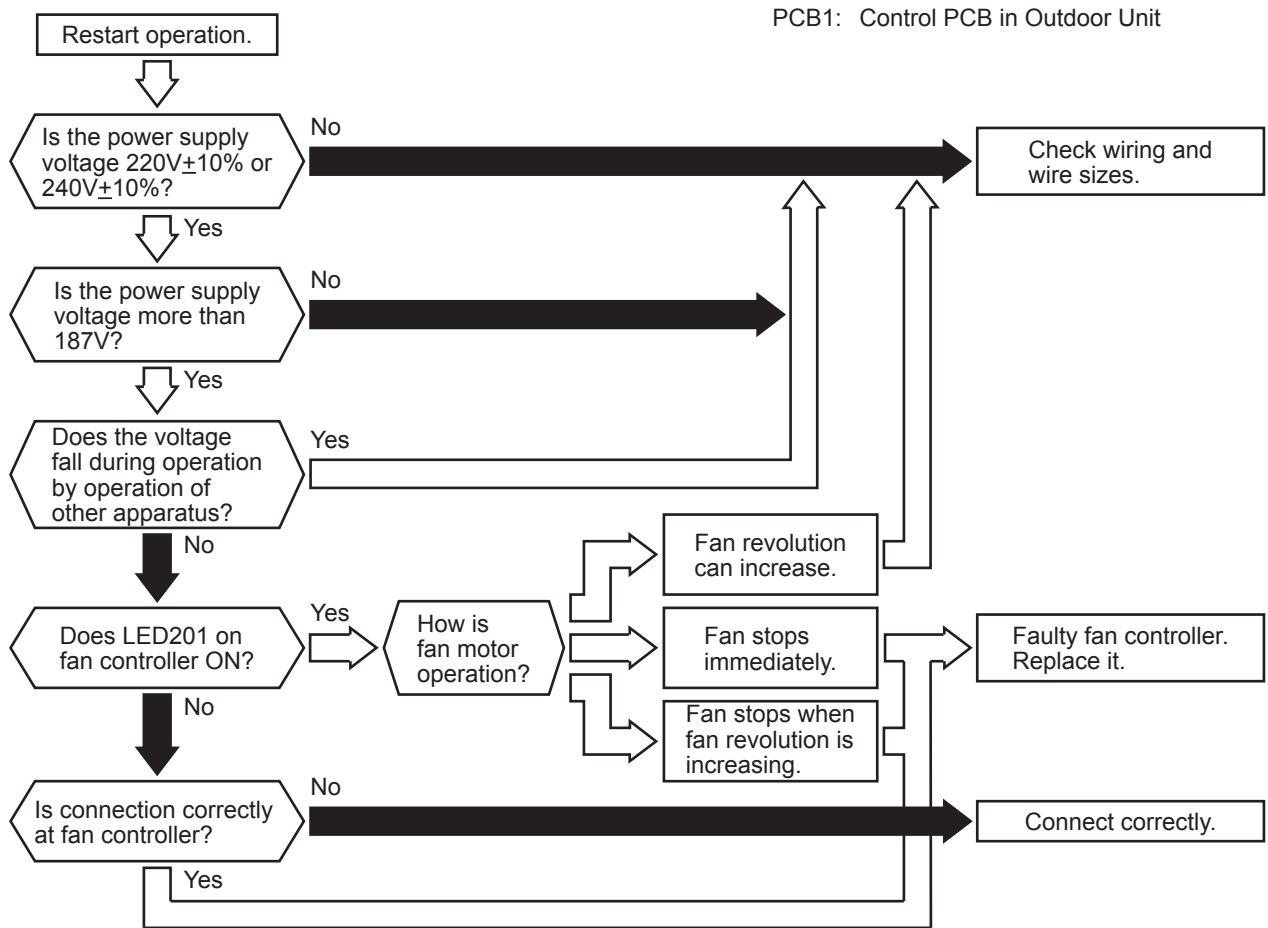 PCB1: Control PCB in Outdoor Unit
Restart operation.
Is the power supply
voltage 220V±10% or
240V±10%?
No
Check wiring and
wire sizes.
Yes
Is the power supply
voltage more than
187V?
No
Yes
Does the voltage
fall during operation
by operation of
other apparatus?
Yes
No
Does LED201 on
fan controller ON?
Yes
How is
fan motor
operation?
Fan revolution
can increase.
Fan stops
immediately.
Fan stops when
fan revolution is
increasing.
Faulty fan controller.
Replace it.
No
Is connection correctly
at fan controller?
No
Connect correctly.
Yes